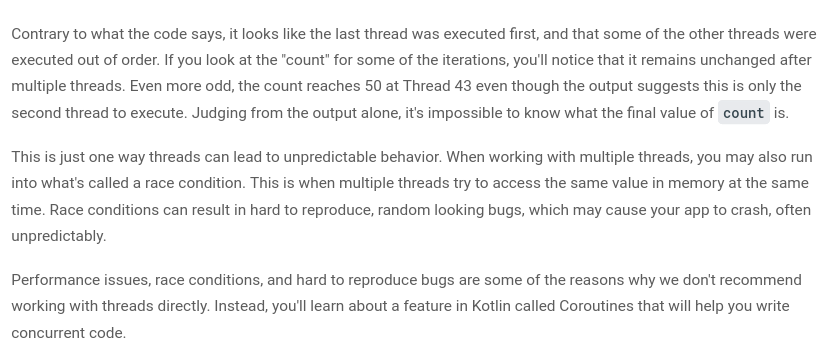 Contrary to what the code says, it looks like the last thread was executed first, and that some of the other threads were
executed out of order. If you look at the "count" for some of the iterations, you'll notice that it remains unchanged after
multiple threads. Even more odd, the count reaches 50 at Thread 43 even though the output suggests this is only the
second thread to execute. Judging from the output alone, it's impossible to know what the final value of count is.
This is just one way threads can lead to unpredictable behavior. When working with multiple threads, you may also run
into what's called a race condition. This is when multiple threads try to access the same value in memory at the same
time. Race conditions can result in hard to reproduce, random looking bugs, which may cause your app to crash, often
unpredictably.
Performance issues, race conditions, and hard to reproduce bugs are some of the reasons why we don't recommend
working with threads directly. Instead, you'll learn about a feature in Kotlin called Coroutines that will help you write
concurrent code.